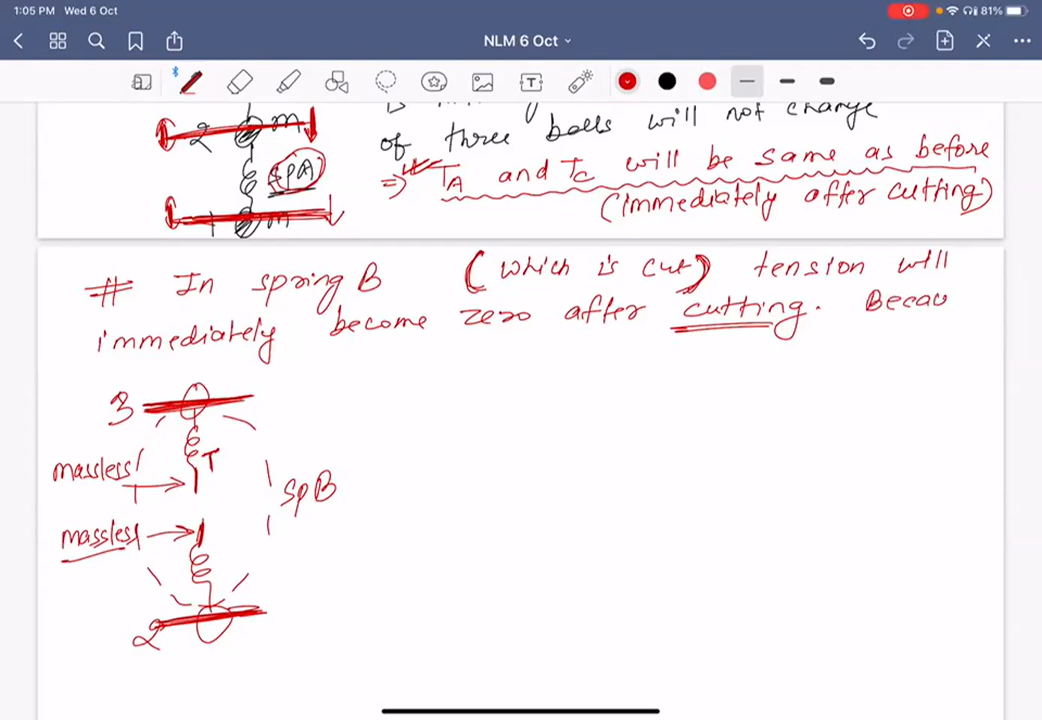 1:05 PM Wed 6 Oct
81%
NLM 6 Oct
T
of three balls will not change
2 m
(SPA)
⇒ TA and TC will be same as before
(immediately after cutting)
1 m
# In spring B (which is cut) tension will
immediately become zero after cutting. Becau
3
massless
T
SpB
massless
2